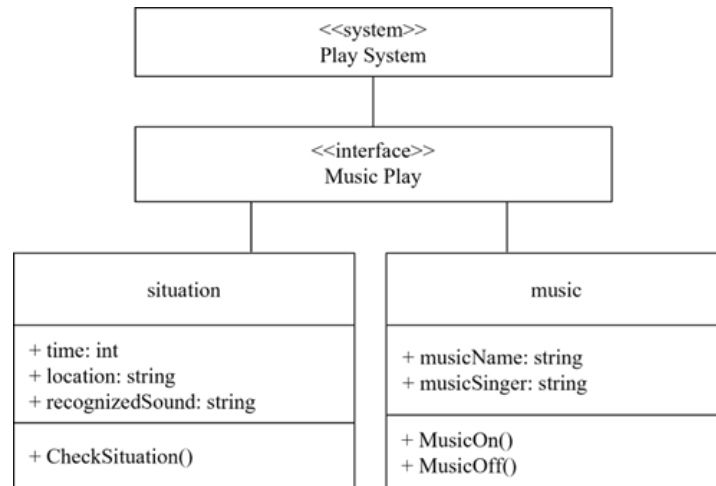 <<system>>
Play System
<<interface>>
Music Play
situation
+ time: int
+ location: string
+ recognizedSound: string
+ CheckSituation()
music
+ musicName: string
+ musicSinger: string
+ MusicOn()
+ MusicOff()